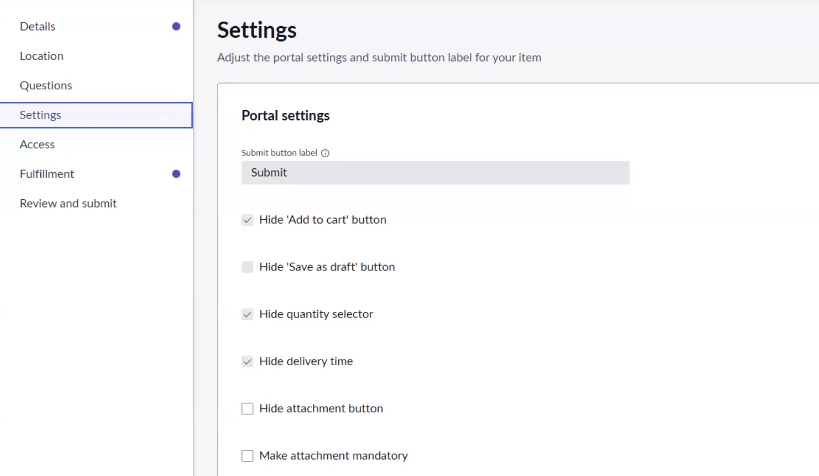 Details
Location
Questions
Settings
Access
Fulfillment
Review and submit
Settings
Adjust the portal settings and submit button label for your item
Portal settings
Submit button label
Submit
Hide 'Add to cart' button
Hide 'Save as draft' button
Hide quantity selector
Hide delivery time
Hide attachment button
Make attachment mandatory